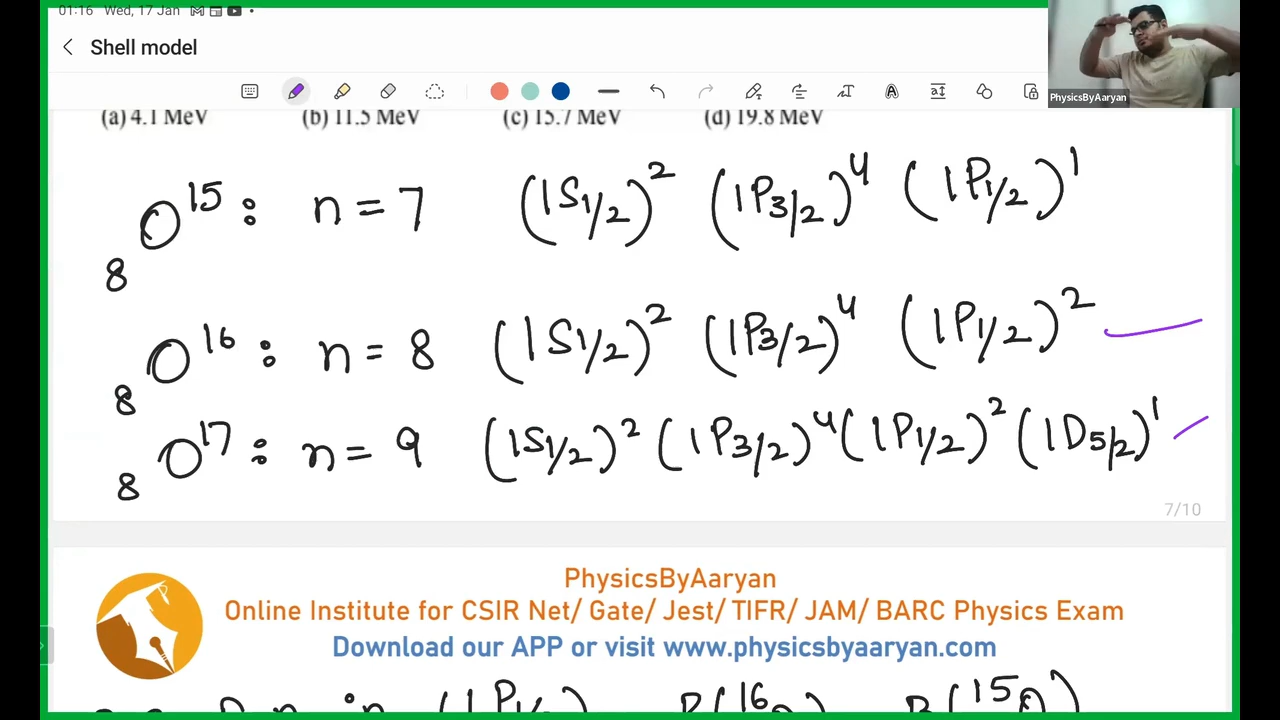 01:16 Wed, 17 Jan
Shell model
PhysicsByAaryan
(a) 4.1 MeV (b) 11.5 MeV (c) 15.7 MeV (d) 19.8 MeV
₈O¹⁵ : n = 7 (1S₁/₂)² (1P₃/₂)⁴ (1P₁/₂)¹
₈O¹⁶ : n = 8 (1S₁/₂)² (1P₃/₂)⁴ (1P₁/₂)²
₈O¹⁷ : n = 9 (1S₁/₂)² (1P₃/₂)⁴ (1P₁/₂)² (1D₅/₂)¹
7/10
PhysicsByAaryan
Online Institute for CSIR Net/ Gate/ Jest/ TIFR/ JAM/ BARC Physics Exam
Download our APP or visit www.physicsbyaaryan.com